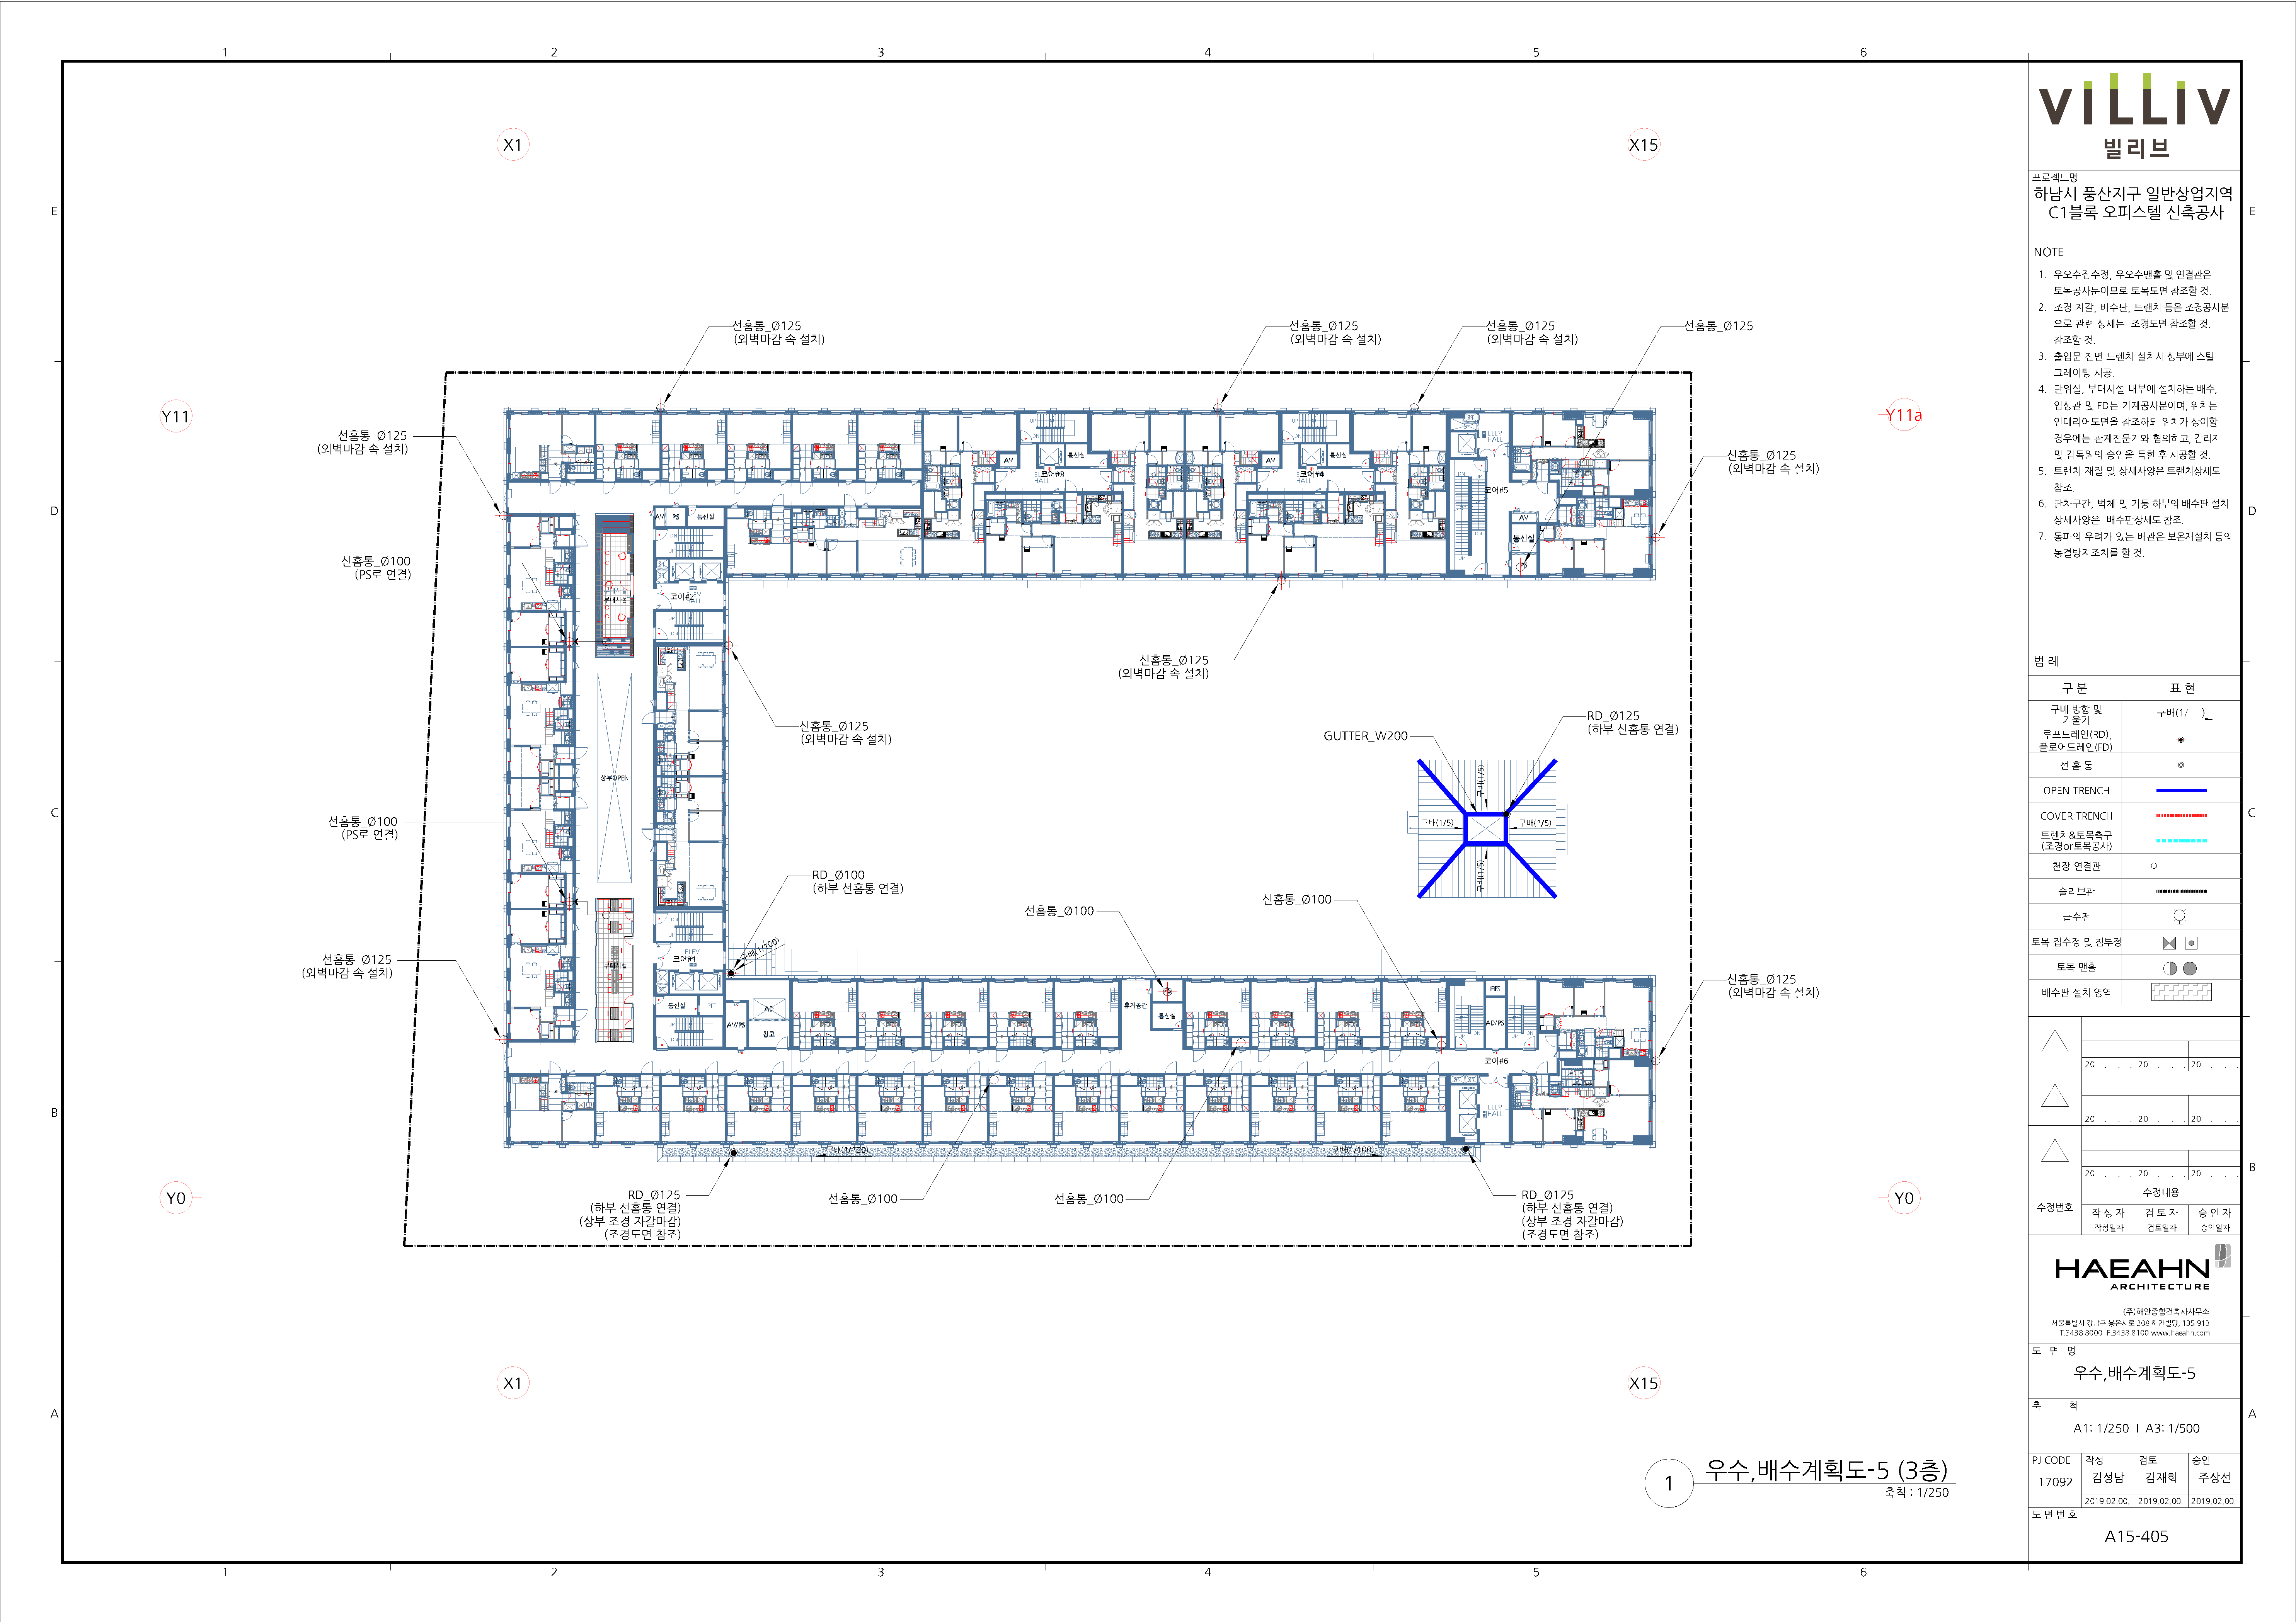 1 2 3 4 5 6
X1
X15
Y11
Y11a
Y0
Y0
X1
X15
E
D
C
B
A
E
D
C
B
A
선홈통_Ø125
(외벽마감 속 설치)
선홈통_Ø125
(외벽마감 속 설치)
선홈통_Ø125
(외벽마감 속 설치)
선홈통_Ø125
선홈통_Ø125
(외벽마감 속 설치)
선홈통_Ø125
(외벽마감 속 설치)
선홈통_Ø100
(PS로 연결)
선홈통_Ø125
(외벽마감 속 설치)
선홈통_Ø125
(외벽마감 속 설치)
RD_Ø125
(하부 선홈통 연결)
GUTTER_W200
구배(1/5)
구배(1/5)
구배(1/5)
구배(1/5)
선홈통_Ø100
(PS로 연결)
RD_Ø100
(하부 선홈통 연결)
구배(1/100)
선홈통_Ø100
선홈통_Ø100
선홈통_Ø125
(외벽마감 속 설치)
선홈통_Ø125
(외벽마감 속 설치)
구배(1/100)
구배(1/100)
RD_Ø125
(하부 선홈통 연결)
(상부 조경 자갈마감)
(조경도면 참조)
선홈통_Ø100
선홈통_Ø100
RD_Ø125
(하부 선홈통 연결)
(상부 조경 자갈마감)
(조경도면 참조)
AV
PS
통신실
코어#2
부대시설
상부OPEN
부대시설
코어#1
통신실
PIT
AV/PS
AD
창고
휴게공간
통신실
PS
AD/PS
코어#6
ELEV
HALL
AV
통신실
코어#3
AV
통신실
코어#4
ELEV
HALL
코어#5
AV
통신실
PS
1
우수,배수계획도-5 (3층)
축척 : 1/250
1 2 3 4 5 6
VILLIV
빌리브
프로젝트명
하남시 풍산지구 일반상업지역
C1블록 오피스텔 신축공사
NOTE
1. 우오수집수정, 우오수맨홀 및 연결관은
토목공사분이므로 토목도면 참조할 것.
2. 조경 자갈, 배수판, 트렌치 등은 조경공사분
으로 관련 상세는 조경도면 참조할 것.
참조할 것.
3. 출입문 전면 트렌치 설치시 상부에 스틸
그레이팅 시공.
4. 단위실, 부대시설 내부에 설치하는 배수,
입상관 및 FD는 기계공사분이며, 위치는
인테리어도면을 참조하되 위치가 상이할
경우에는 관계전문가와 협의하고, 감리자
및 감독원의 승인을 득한 후 시공할 것.
5. 트렌치 재질 및 상세사양은 트렌치상세도
참조.
6. 단차구간, 벽체 및 기둥 하부의 배수판 설치
상세사양은 배수판상세도 참조.
7. 동파의 우려가 있는 배관은 보온재설치 등의
동결방지조치를 할 것.
범 례
구 분 표 현
구배 방향 및
기울기
구배(1/ )
루프드레인(RD),
플로어드레인(FD)
선 홈 통
OPEN TRENCH
COVER TRENCH
트렌치&토목측구
(조경or토목공사)
천장 연결관
슬리브관
급수전
토목 집수정 및 침투정
토목 맨홀
배수판 설치 영역
20 . . . 20 . . . 20 . . .
20 . . . 20 . . . 20 . . .
20 . . . 20 . . . 20 . . .
수정번호
수정내용
작 성 자 검 토 자 승 인 자
작성일자 검토일자 승인일자
HAEAHN
ARCHITECTURE
(주)해안종합건축사사무소
서울특별시 강남구 봉은사로 208 해안빌딩, 135-913
T.3438 8000 F.3438 8100 www.haeahn.com
도 면 명
우수,배수계획도-5
축 척
A1: 1/250 I A3: 1/500
PJ CODE 작성 검토 승인
17092 김성남 김재희 주상선
2019.02.00. 2019.02.00. 2019.02.00.
도 면 번 호
A15-405